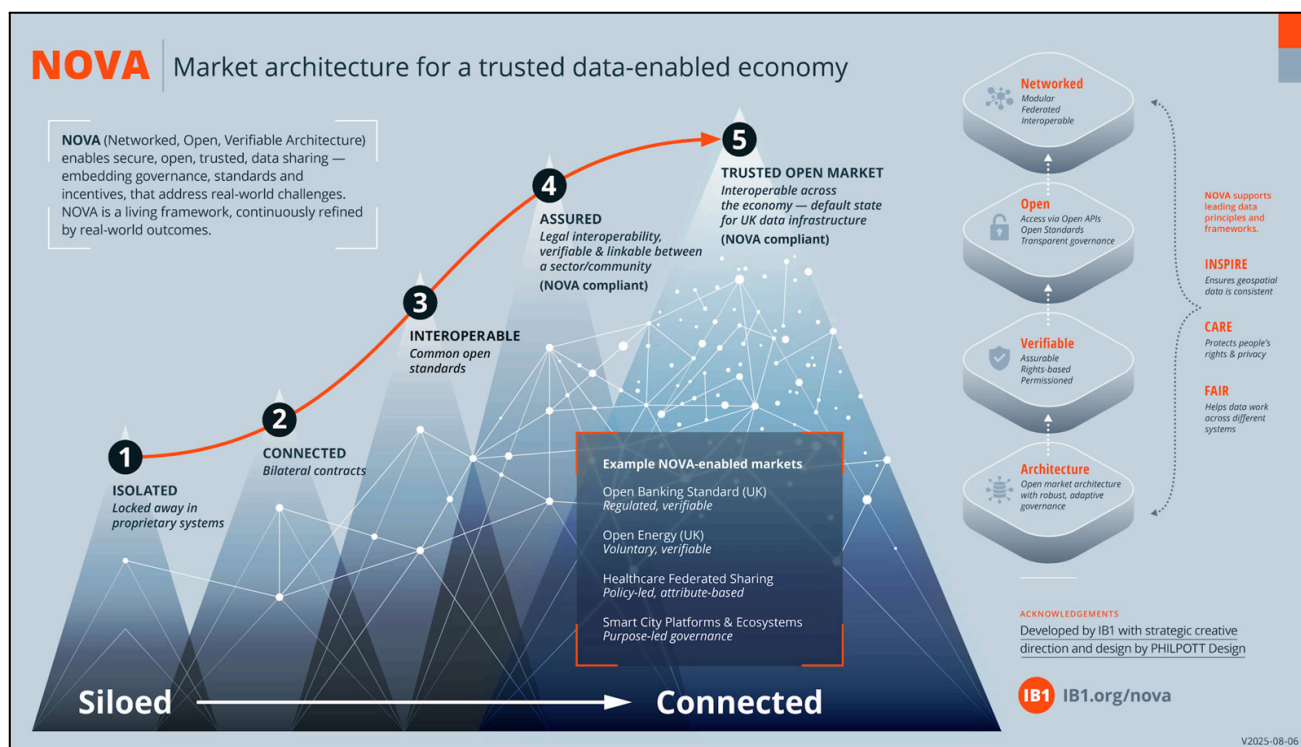 NOVA
Market architecture for a trusted data-enabled economy
NOVA (Networked, Open, Verifiable Architecture)
enables secure, open, trusted, data sharing —
embedding governance, standards and
incentives, that address real-world challenges.
NOVA is a living framework, continuously refined
by real-world outcomes.
1
ISOLATED
Locked away in
proprietary systems
2
CONNECTED
Bilateral contracts
3
INTEROPERABLE
Common open
standards
4
ASSURED
Legal interoperability,
verifiable & linkable between
a sector/community
(NOVA compliant)
5
TRUSTED OPEN MARKET
Interoperable across
the economy — default state
for UK data infrastructure
(NOVA compliant)
Example NOVA-enabled markets
Open Banking Standard (UK)
Regulated, verifiable
Open Energy (UK)
Voluntary, verifiable
Healthcare Federated Sharing
Policy-led, attribute-based
Smart City Platforms & Ecosystems
Purpose-led governance
Siloed
Connected
Networked
Modular
Federated
Interoperable
Open
Access via Open APIs
Open Standards
Transparent governance
Verifiable
Assurable
Rights-based
Permissioned
Architecture
Open market architecture
with robust, adaptive
governance
NOVA supports
leading data
principles and
frameworks.
INSPIRE
Ensures geospatial
data is consistent
CARE
Protects people's
rights & privacy
FAIR
Helps data work
across different
systems
ACKNOWLEDGEMENTS
Developed by IB1 with strategic creative
direction and design by PHILPOTT Design
IB1
IB1.org/nova
V2025-08-06